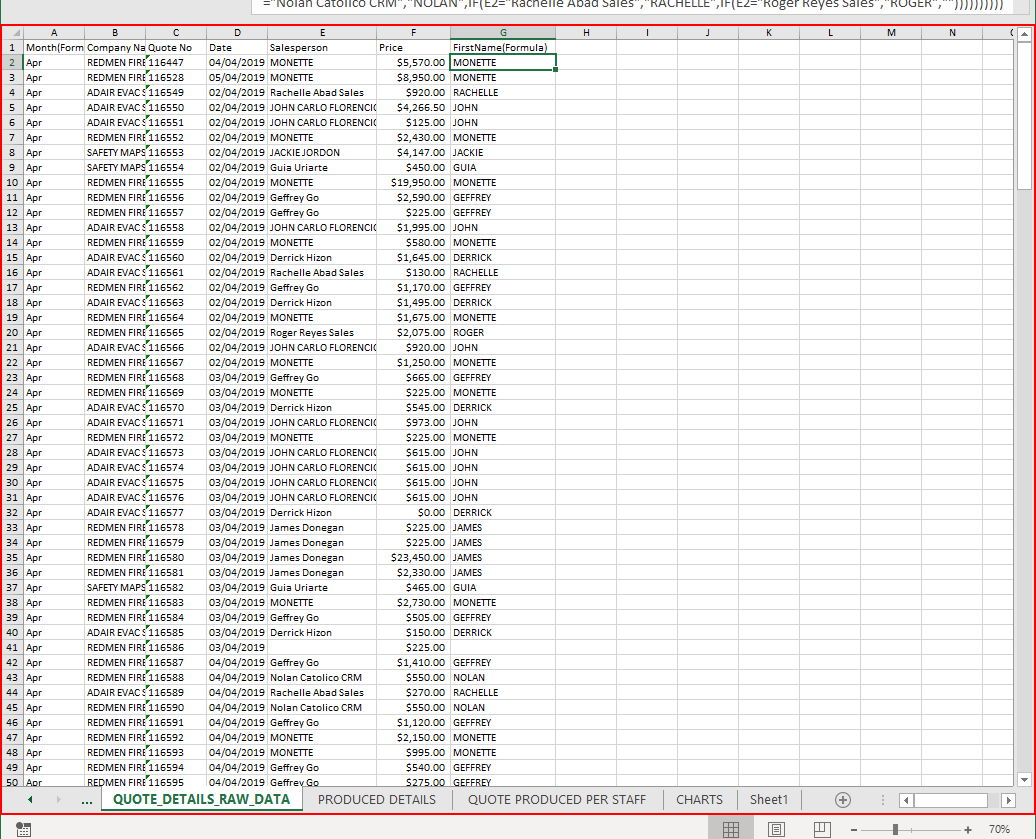 ="Nolan Catolico CRM","NOLAN",IF(E2="Rachelle Abad Sales","RACHELLE",IF(E2="Roger Reyes Sales","ROGER",""))))))))))
A B C D E F G H I J K L M N
1 Month(Form Company Na Quote No Date Salesperson Price FirstName(Formula)
2 Apr REDMEN FIRE 116447 04/04/2019 MONETTE $5,570.00 MONETTE
3 Apr REDMEN FIRE 116528 05/04/2019 MONETTE $8,950.00 MONETTE
4 Apr ADAIR EVAC S 116549 02/04/2019 Rachelle Abad Sales $920.00 RACHELLE
5 Apr ADAIR EVAC S 116550 02/04/2019 JOHN CARLO FLORENCIO $4,266.50 JOHN
6 Apr ADAIR EVAC S 116551 02/04/2019 JOHN CARLO FLORENCIO $125.00 JOHN
7 Apr REDMEN FIRE 116552 02/04/2019 MONETTE $2,430.00 MONETTE
8 Apr SAFETY MAPS 116553 02/04/2019 JACKIE JORDON $4,147.00 JACKIE
9 Apr SAFETY MAPS 116554 02/04/2019 Guia Uriarte $450.00 GUIA
10 Apr REDMEN FIRE 116555 02/04/2019 MONETTE $19,950.00 MONETTE
11 Apr REDMEN FIRE 116556 02/04/2019 Geffrey Go $2,590.00 GEFFREY
12 Apr REDMEN FIRE 116557 02/04/2019 Geffrey Go $225.00 GEFFREY
13 Apr ADAIR EVAC S 116558 02/04/2019 JOHN CARLO FLORENCIO $1,995.00 JOHN
14 Apr REDMEN FIRE 116559 02/04/2019 MONETTE $580.00 MONETTE
15 Apr ADAIR EVAC S 116560 02/04/2019 Derrick Hizon $1,645.00 DERRICK
16 Apr ADAIR EVAC S 116561 02/04/2019 Rachelle Abad Sales $130.00 RACHELLE
17 Apr REDMEN FIRE 116562 02/04/2019 Geffrey Go $1,170.00 GEFFREY
18 Apr ADAIR EVAC S 116563 02/04/2019 Derrick Hizon $1,495.00 DERRICK
19 Apr REDMEN FIRE 116564 02/04/2019 MONETTE $1,675.00 MONETTE
20 Apr REDMEN FIRE 116565 02/04/2019 Roger Reyes Sales $2,075.00 ROGER
21 Apr ADAIR EVAC S 116566 02/04/2019 JOHN CARLO FLORENCIO $920.00 JOHN
22 Apr REDMEN FIRE 116567 02/04/2019 MONETTE $1,250.00 MONETTE
23 Apr REDMEN FIRE 116568 03/04/2019 Geffrey Go $665.00 GEFFREY
24 Apr REDMEN FIRE 116569 03/04/2019 MONETTE $225.00 MONETTE
25 Apr ADAIR EVAC S 116570 03/04/2019 Derrick Hizon $545.00 DERRICK
26 Apr ADAIR EVAC S 116571 03/04/2019 JOHN CARLO FLORENCIO $973.00 JOHN
27 Apr REDMEN FIRE 116572 03/04/2019 MONETTE $225.00 MONETTE
28 Apr ADAIR EVAC S 116573 03/04/2019 JOHN CARLO FLORENCIO $615.00 JOHN
29 Apr ADAIR EVAC S 116574 03/04/2019 JOHN CARLO FLORENCIO $615.00 JOHN
30 Apr ADAIR EVAC S 116575 03/04/2019 JOHN CARLO FLORENCIO $615.00 JOHN
31 Apr ADAIR EVAC S 116576 03/04/2019 JOHN CARLO FLORENCIO $615.00 JOHN
32 Apr ADAIR EVAC S 116577 03/04/2019 Derrick Hizon $0.00 DERRICK
33 Apr REDMEN FIRE 116578 03/04/2019 James Donegan $225.00 JAMES
34 Apr REDMEN FIRE 116579 03/04/2019 James Donegan $225.00 JAMES
35 Apr REDMEN FIRE 116580 03/04/2019 James Donegan $23,450.00 JAMES
36 Apr REDMEN FIRE 116581 03/04/2019 James Donegan $2,330.00 JAMES
37 Apr SAFETY MAPS 116582 03/04/2019 Guia Uriarte $465.00 GUIA
38 Apr REDMEN FIRE 116583 03/04/2019 MONETTE $2,730.00 MONETTE
39 Apr REDMEN FIRE 116584 03/04/2019 Geffrey Go $505.00 GEFFREY
40 Apr ADAIR EVAC S 116585 03/04/2019 Derrick Hizon $150.00 DERRICK
41 Apr REDMEN FIRE 116586 03/04/2019 $225.00
42 Apr REDMEN FIRE 116587 04/04/2019 Geffrey Go $1,410.00 GEFFREY
43 Apr REDMEN FIRE 116588 04/04/2019 Nolan Catolico CRM $550.00 NOLAN
44 Apr ADAIR EVAC S 116589 04/04/2019 Rachelle Abad Sales $270.00 RACHELLE
45 Apr REDMEN FIRE 116590 04/04/2019 Nolan Catolico CRM $550.00 NOLAN
46 Apr REDMEN FIRE 116591 04/04/2019 Geffrey Go $1,120.00 GEFFREY
47 Apr REDMEN FIRE 116592 04/04/2019 MONETTE $2,150.00 MONETTE
48 Apr REDMEN FIRE 116593 04/04/2019 MONETTE $995.00 MONETTE
49 Apr REDMEN FIRE 116594 04/04/2019 Geffrey Go $540.00 GEFFREY
50 Apr REDMEN FIRE 116595 04/04/2019 Geffrey Go $275.00 GEFFREY
... QUOTE_DETAILS_RAW_DATA PRODUCED DETAILS QUOTE PRODUCED PER STAFF CHARTS Sheet1
70%